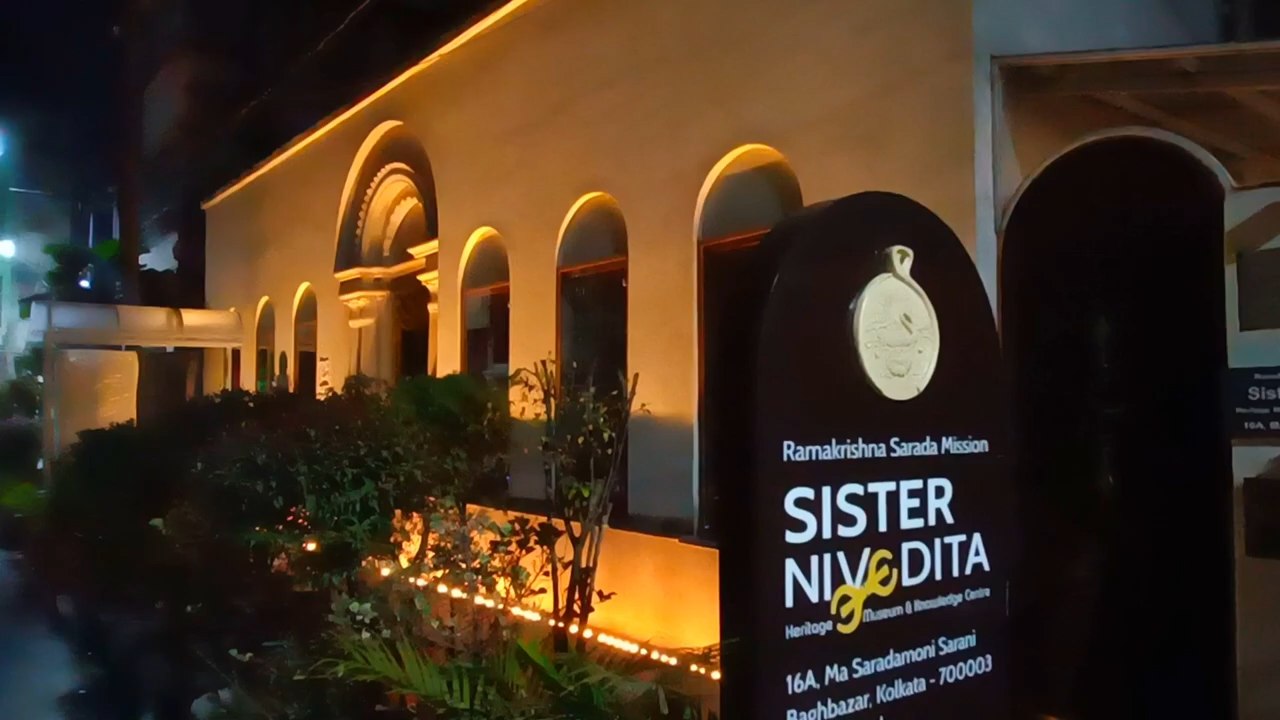 Ramakrishna Sarada Mission
SISTER
NIVEDITA
Heritage Museum & Knowledge Centre
16A, Ma Saradamoni Sarani
Baghbazar, Kolkata - 700003